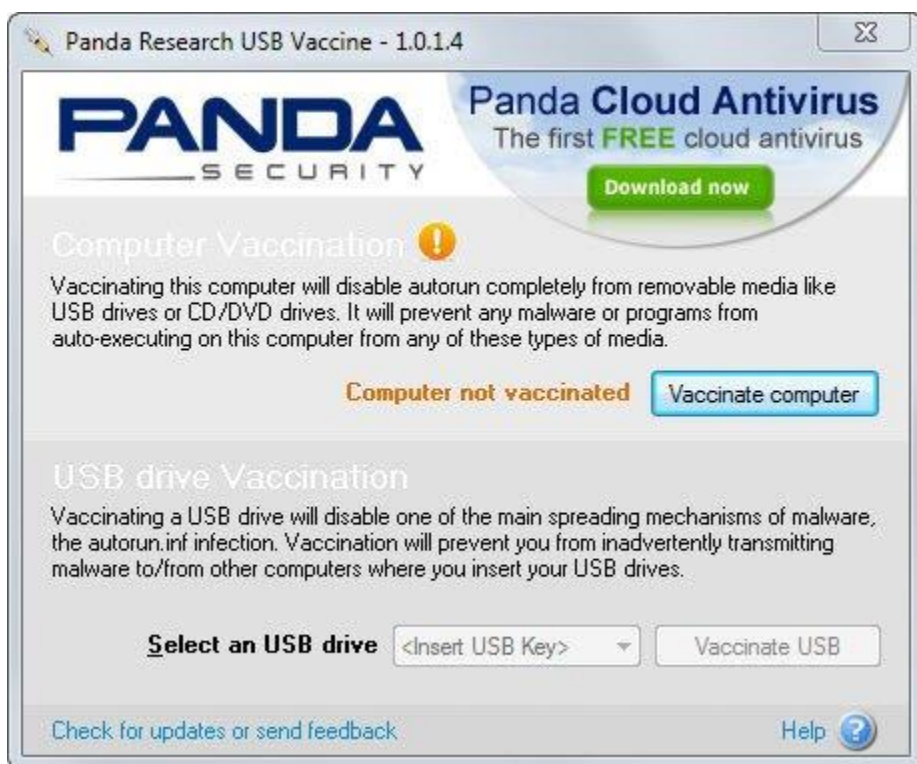 Panda Research USB Vaccine - 1.0.1.4
PANDA
SECURITY
Panda Cloud Antivirus
The first FREE cloud antivirus
Download now
Computer Vaccination
Vaccinating this computer will disable autorun completely from removable media like
USB drives or CD/DVD drives. It will prevent any malware or programs from
auto-executing on this computer from any of these types of media.
Computer not vaccinated
Vaccinate computer
USB drive Vaccination
Vaccinating a USB drive will disable one of the main spreading mechanisms of malware,
the autorun.inf infection. Vaccination will prevent you from inadvertently transmitting
malware to/from other computers where you insert your USB drives.
Select an USB drive
<Insert USB Key>
Vaccinate USB
Check for updates or send feedback
Help